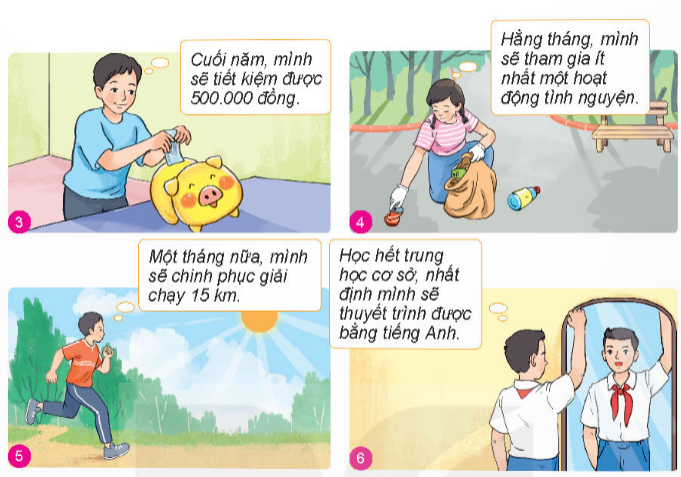 Cuối năm, mình
sẽ tiết kiệm được
500.000 đồng.
3
Hằng tháng, mình
sẽ tham gia ít
nhất một hoạt
động tình nguyện.
4
Một tháng nữa, mình
sẽ chinh phục giải
chạy 15 km.
5
Học hết trung
học cơ sở, nhất
định mình sẽ
thuyết trình được
bằng tiếng Anh.
6